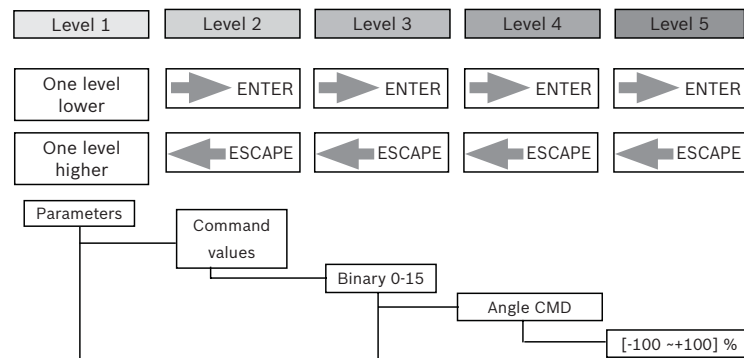 Level 1 Level 2 Level 3 Level 4 Level 5
One level
lower
ENTER ENTER ENTER ENTER
One level
higher
ESCAPE ESCAPE ESCAPE ESCAPE
Parameters
Command
values
Binary 0-15
Angle CMD
[-100 ~+100] %